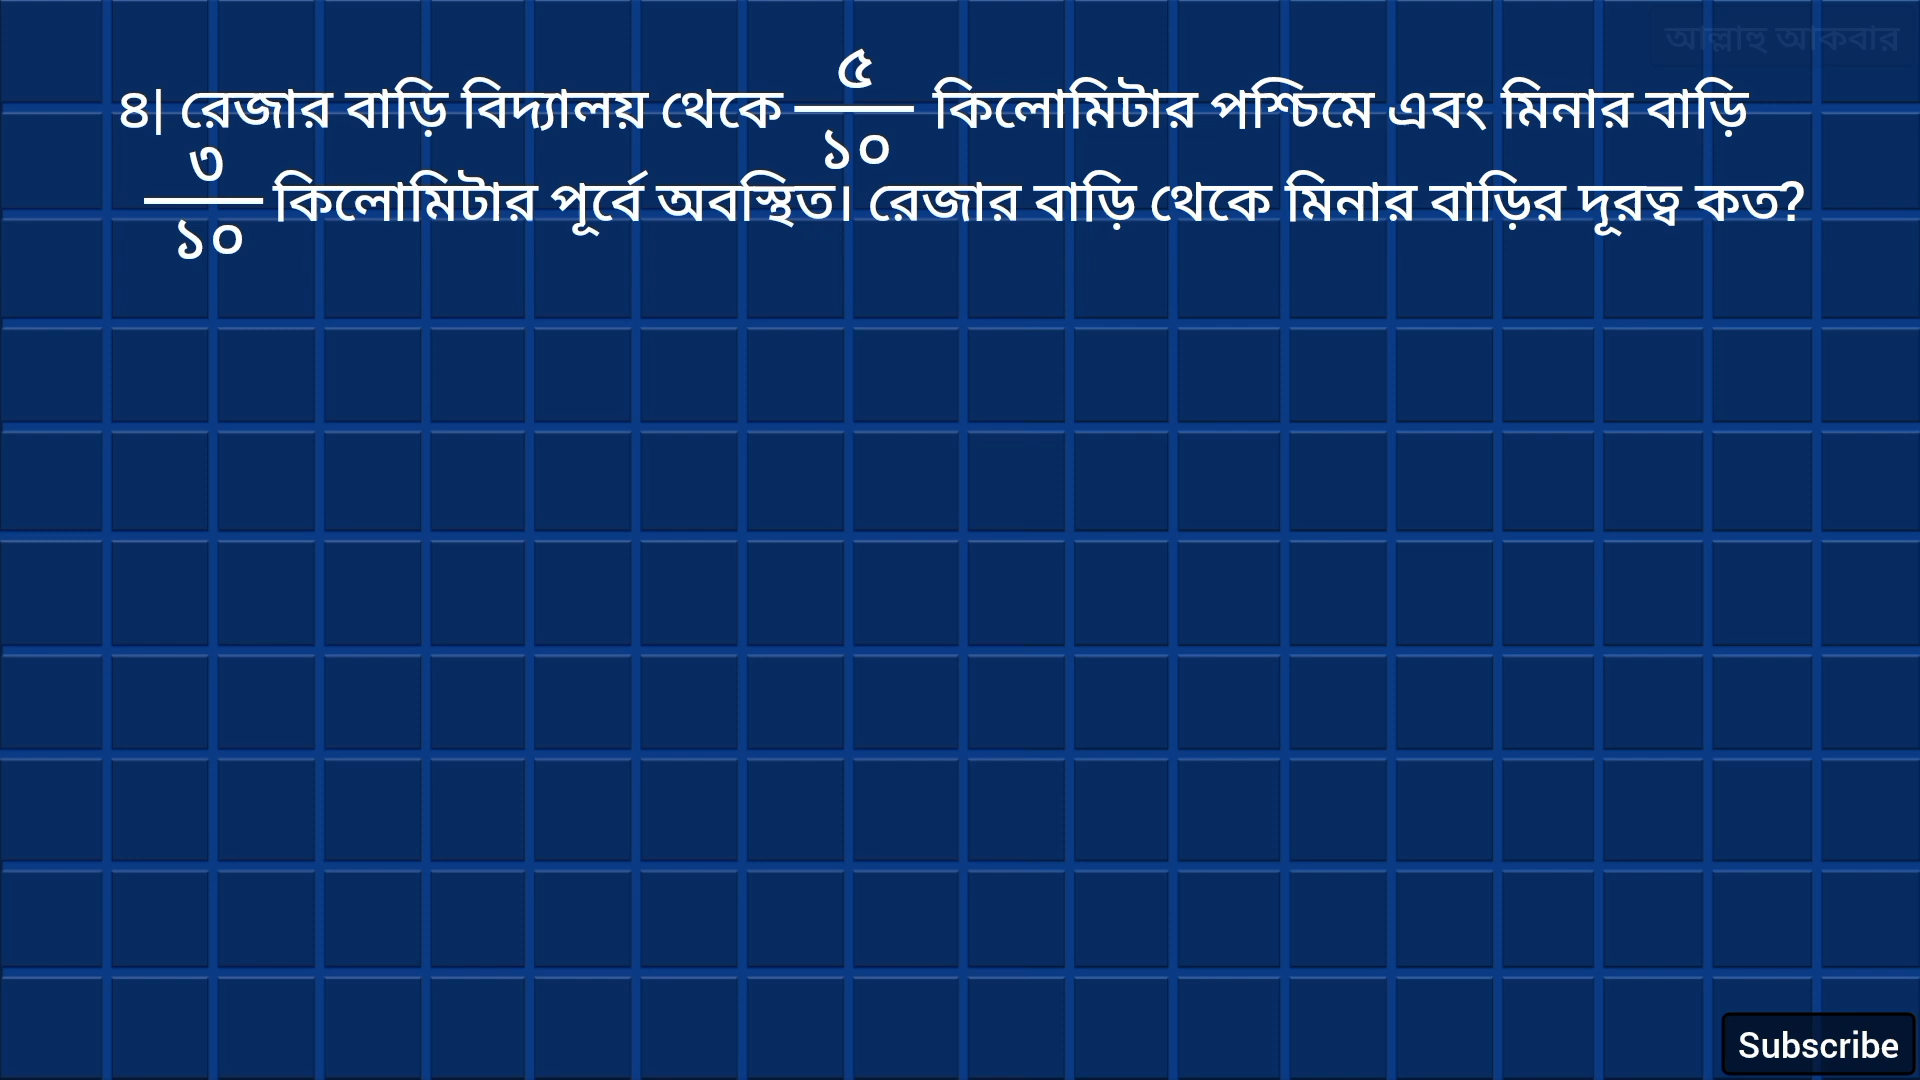 আল্লাহু আকবার
৪| রেজার বাড়ি বিদ্যালয় থেকে ৫/১০ কিলোমিটার পশ্চিমে এবং মিনার বাড়ি
৩/১০ কিলোমিটার পূর্বে অবস্থিত। রেজার বাড়ি থেকে মিনার বাড়ির দূরত্ব কত?
Subscribe